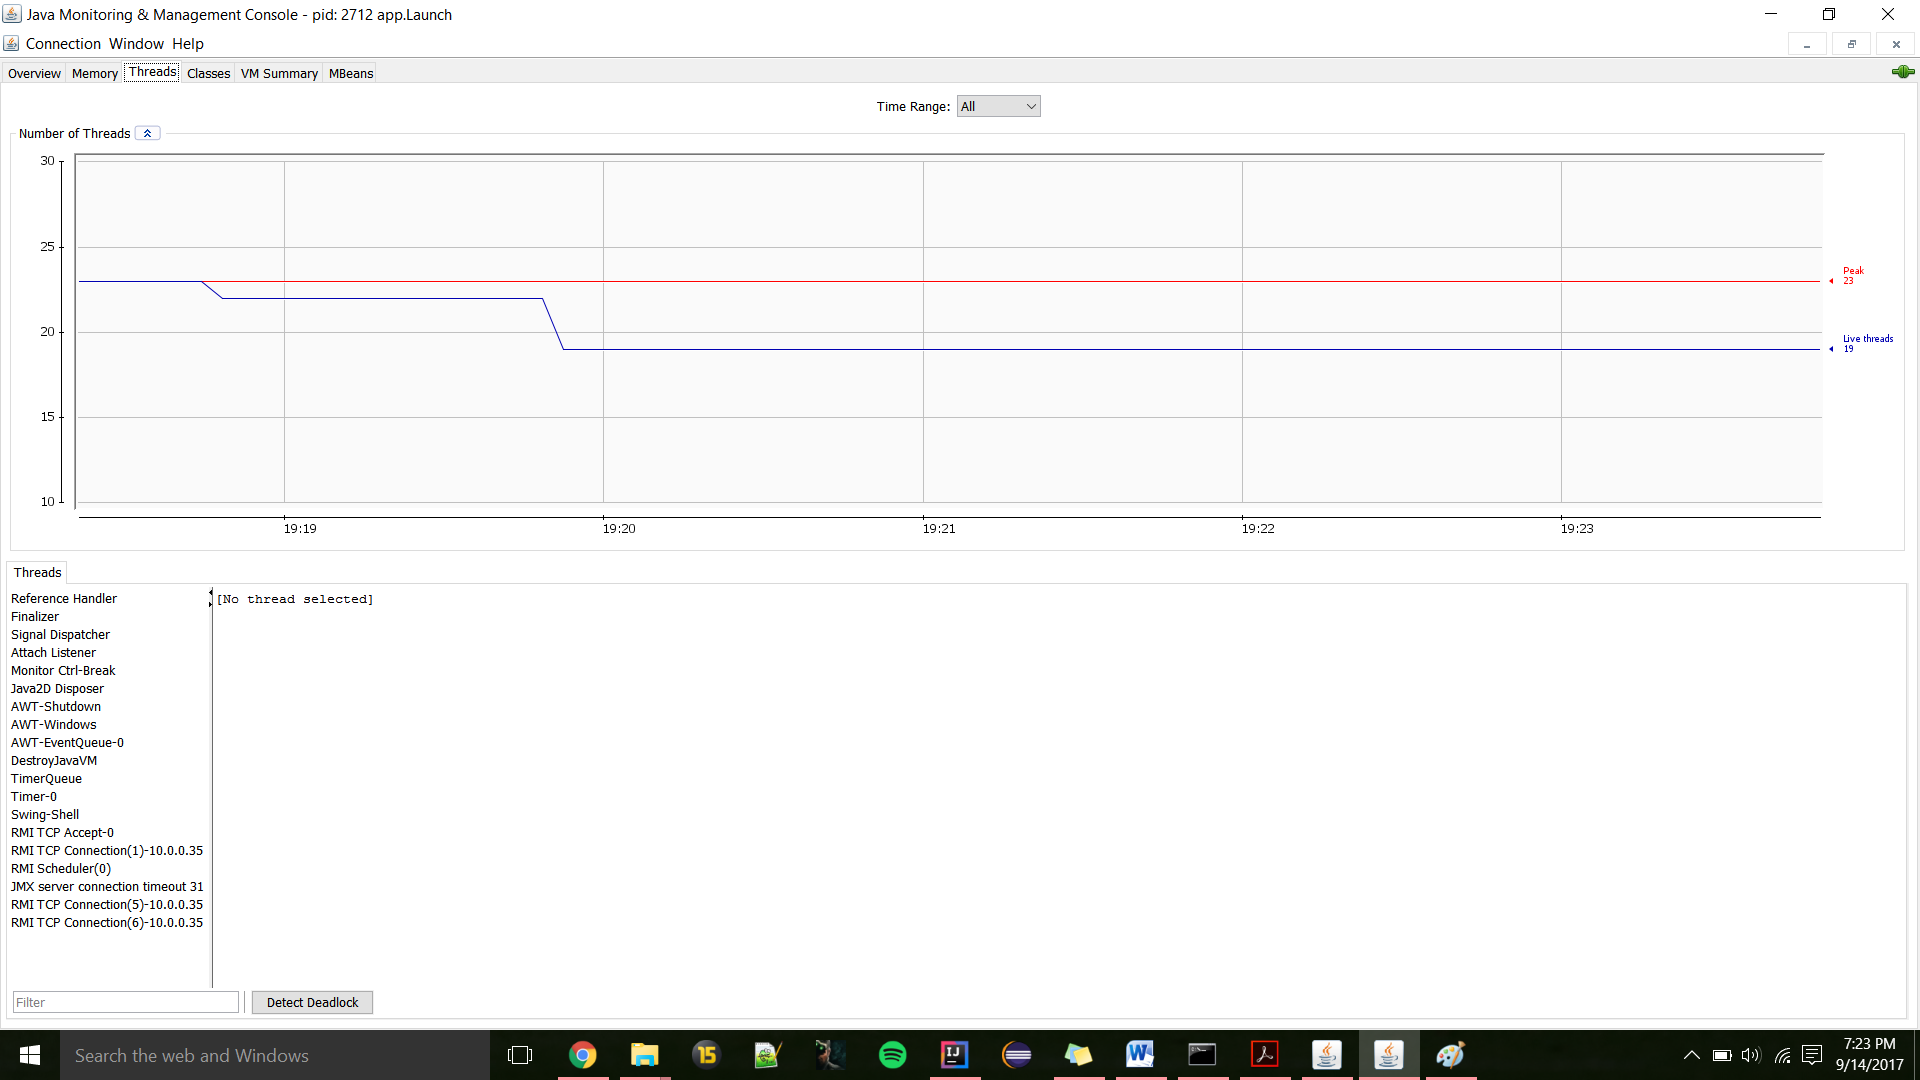 Java Monitoring & Management Console - pid: 2712 app.Launch
Connection Window Help
Overview Memory Threads Classes VM Summary MBeans
Time Range: All
Number of Threads
30
25
20
15
10
Peak
23
Live threads
19
19:19 19:20 19:21 19:22 19:23
Threads
Reference Handler
Finalizer
Signal Dispatcher
Attach Listener
Monitor Ctrl-Break
Java2D Disposer
AWT-Shutdown
AWT-Windows
AWT-EventQueue-0
DestroyJavaVM
TimerQueue
Timer-0
Swing-Shell
RMI TCP Accept-0
RMI TCP Connection(1)-10.0.0.35
RMI Scheduler(0)
JMX server connection timeout 31
RMI TCP Connection(5)-10.0.0.35
RMI TCP Connection(6)-10.0.0.35
[No thread selected]
Filter
Detect Deadlock
Search the web and Windows
15
IJ
W
7:23 PM
9/14/2017